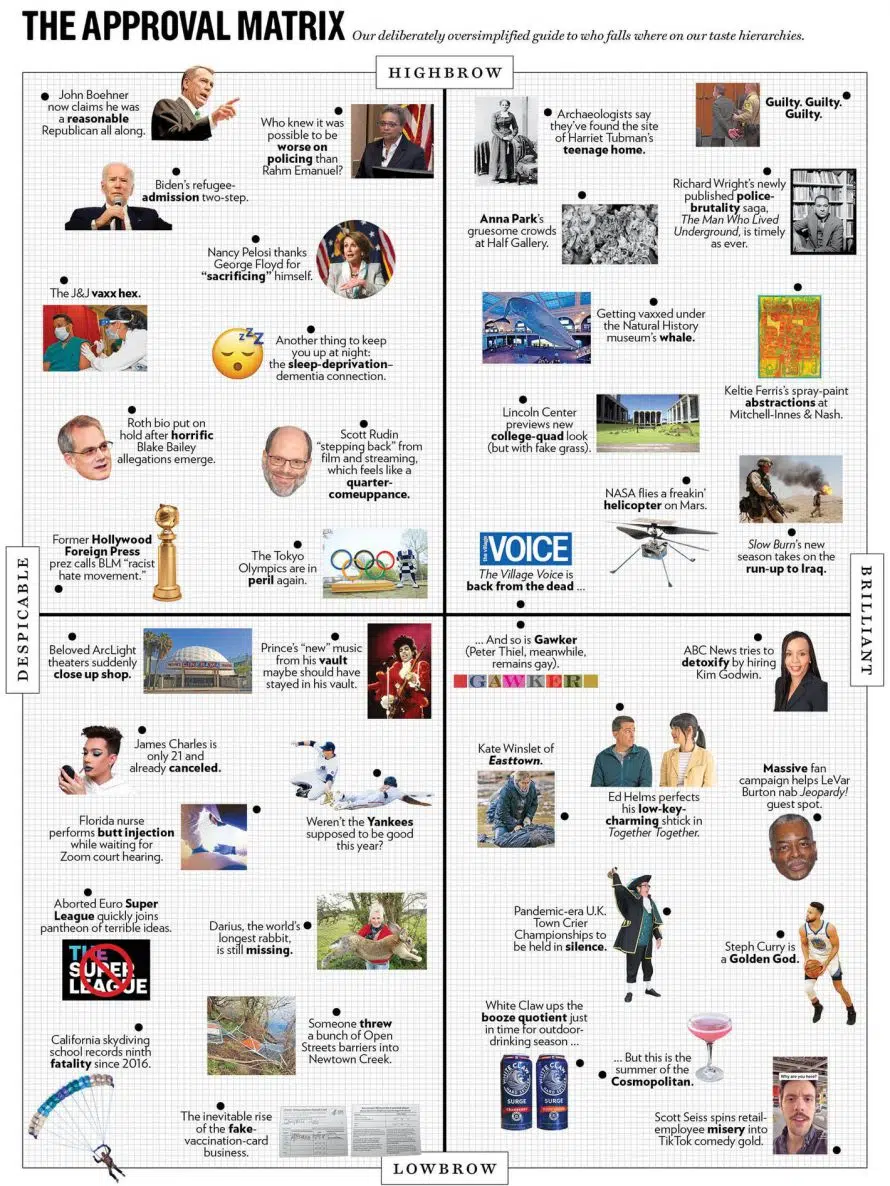 THE APPROVAL MATRIX
Our deliberately oversimplified guide to who falls where on our taste hierarchies.
HIGHBROW
John Boehner
now claims he was
a reasonable
Republican all along.
Who knew it was
possible to be
worse on
policing than
Rahm Emanuel?
Biden's refugee-
admission two-step.
Nancy Pelosi thanks
George Floyd for
"sacrificing" himself.
The J&J vaxx hex.
Another thing to keep
you up at night:
the sleep-deprivation–
dementia connection.
Roth bio put on
hold after horrific
Blake Bailey
allegations emerge.
Scott Rudin
"stepping back" from
film and streaming,
which feels like a
quarter-
comeuppance.
Former Hollywood
Foreign Press
prez calls BLM "racist
hate movement."
The Tokyo
Olympics are in
peril again.
Archaeologists say
they've found the site
of Harriet Tubman's
teenage home.
Guilty. Guilty.
Guilty.
Anna Park's
gruesome crowds
at Half Gallery.
Richard Wright's newly
published police-
brutality saga,
The Man Who Lived
Underground, is timely
as ever.
Getting vaxxed under
the Natural History
museum's whale.
Keltie Ferris's spray-paint
abstractions at
Mitchell-Innes & Nash.
Lincoln Center
previews new
college-quad look
(but with fake grass).
NASA flies a freakin'
helicopter on Mars.
the village
VOICE
The Village Voice is
back from the dead ...
Slow Burn's new
season takes on the
run-up to Iraq.
DESPICABLE
BRILLIANT
Beloved ArcLight
theaters suddenly
close up shop.
CINERAMA
Prince's "new" music
from his vault
maybe should have
stayed in his vault.
James Charles is
only 21 and
already canceled.
Weren't the Yankees
supposed to be good
this year?
Florida nurse
performs butt injection
while waiting for
Zoom court hearing.
Aborted Euro Super
League quickly joins
pantheon of terrible ideas.
THE
SUPER
LEAGUE
Darius, the world's
longest rabbit,
is still missing.
California skydiving
school records ninth
fatality since 2016.
Someone threw
a bunch of Open
Streets barriers into
Newtown Creek.
The inevitable rise
of the fake-
vaccination-card
business.
... And so is Gawker
(Peter Thiel, meanwhile,
remains gay).
GAWKER
ABC News tries to
detoxify by hiring
Kim Godwin.
Kate Winslet of
Easttown.
Ed Helms perfects
his low-key-
charming shtick in
Together Together.
Massive fan
campaign helps LeVar
Burton nab Jeopardy!
guest spot.
Pandemic-era U.K.
Town Crier
Championships to
be held in silence.
Steph Curry is
a Golden God.
White Claw ups the
booze quotient just
in time for outdoor-
drinking season ...
WHITE CLAW
SURGE
WHITE CLAW
SURGE
... But this is the
summer of the
Cosmopolitan.
Scott Seiss spins retail-
employee misery into
TikTok comedy gold.
Why are you here?
LOWBROW